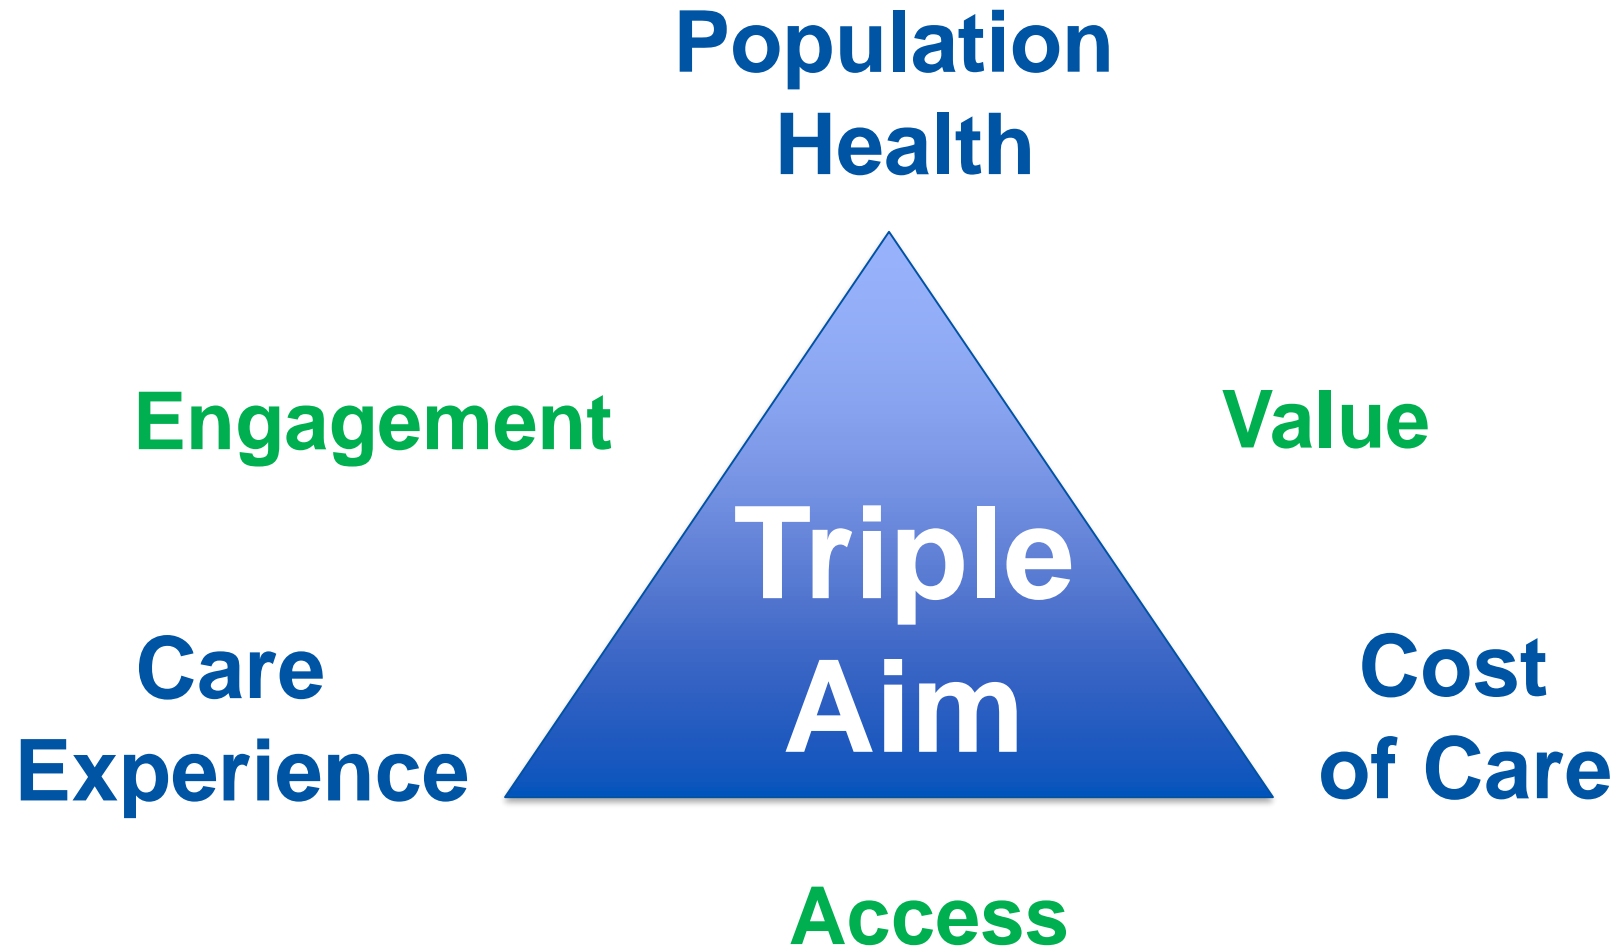 Population
Health
Engagement
Value
Triple
Aim
Care
Experience
Cost
of Care
Access